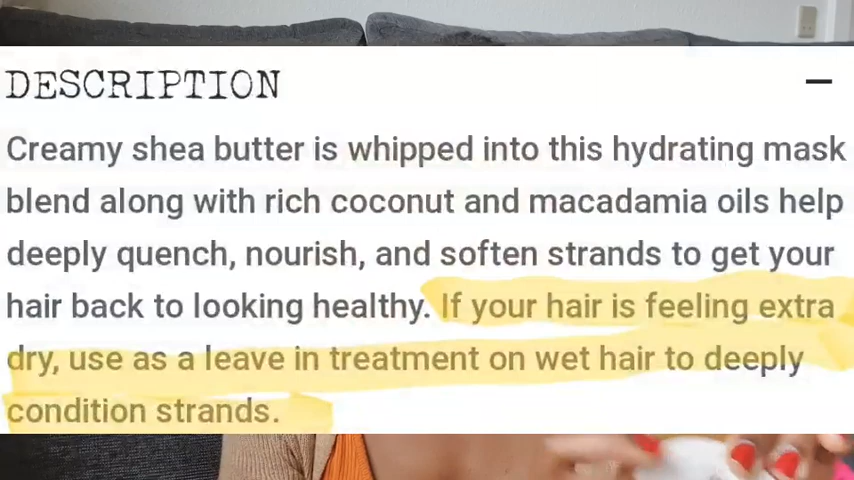 DESCRIPTION
Creamy shea butter is whipped into this hydrating mask
blend along with rich coconut and macadamia oils help
deeply quench, nourish, and soften strands to get your
hair back to looking healthy. If your hair is feeling extra
dry, use as a leave in treatment on wet hair to deeply
condition strands.